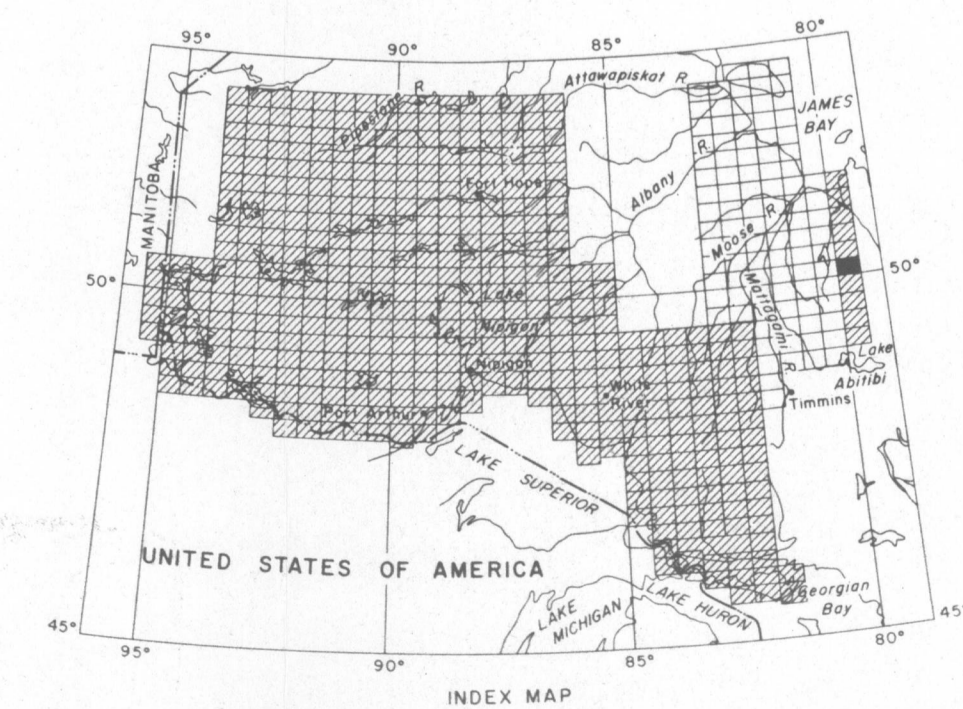 95°
90°
85°
80°
Attawapiskat R.
Pipestone R.
JAMES
BAY
MANITOBA
Albany R.
Fort Hope
Moose R.
50°
50°
Lake
Nipigon
Mattagami R.
Nipigon
Lake
Abitibi
White
River
Timmins
Port Arthur
LAKE SUPERIOR
UNITED STATES OF AMERICA
LAKE
MICHIGAN
LAKE HURON
Georgian
Bay
45°
45°
95°
90°
85°
80°
INDEX MAP